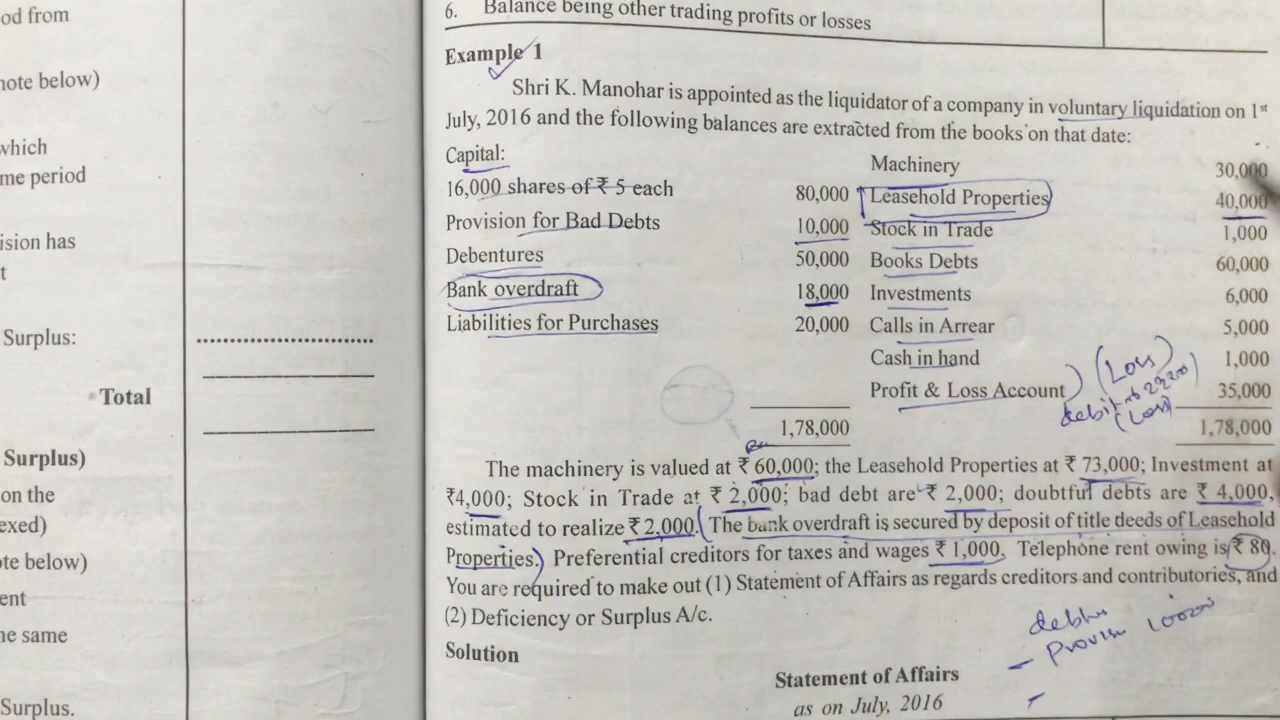 od from
note below)
which
me period
ision has
t
Surplus:
Total
Surplus)
on the
exed)
te below)
ent
ne same
Surplus.
6. Balance being other trading profits or losses
Example 1
Shri K. Manohar is appointed as the liquidator of a company in voluntary liquidation on 1st
July, 2016 and the following balances are extracted from the books on that date:
Capital: Machinery 30,000
16,000 shares of ₹ 5 each 80,000 Leasehold Properties 40,000
Provision for Bad Debts 10,000 Stock in Trade 1,000
Debentures 50,000 Books Debts 60,000
Bank overdraft 18,000 Investments 6,000
Liabilities for Purchases 20,000 Calls in Arrear 5,000
Cash in hand 1,000
Profit & Loss Account 35,000
(Loss)
debit
(Loss)
1,78,000 1,78,000
The machinery is valued at ₹ 60,000; the Leasehold Properties at ₹ 73,000; Investment at
₹4,000; Stock in Trade at ₹ 2,000; bad debt are ₹ 2,000; doubtful debts are ₹ 4,000,
estimated to realize ₹ 2,000. (The bank overdraft is secured by deposit of title deeds of Leasehold
Properties.) Preferential creditors for taxes and wages ₹ 1,000. Telephone rent owing is ₹ 80.
You are required to make out (1) Statement of Affairs as regards creditors and contributories, and
(2) Deficiency or Surplus A/c.
Solution
Statement of Affairs
as on July, 2016